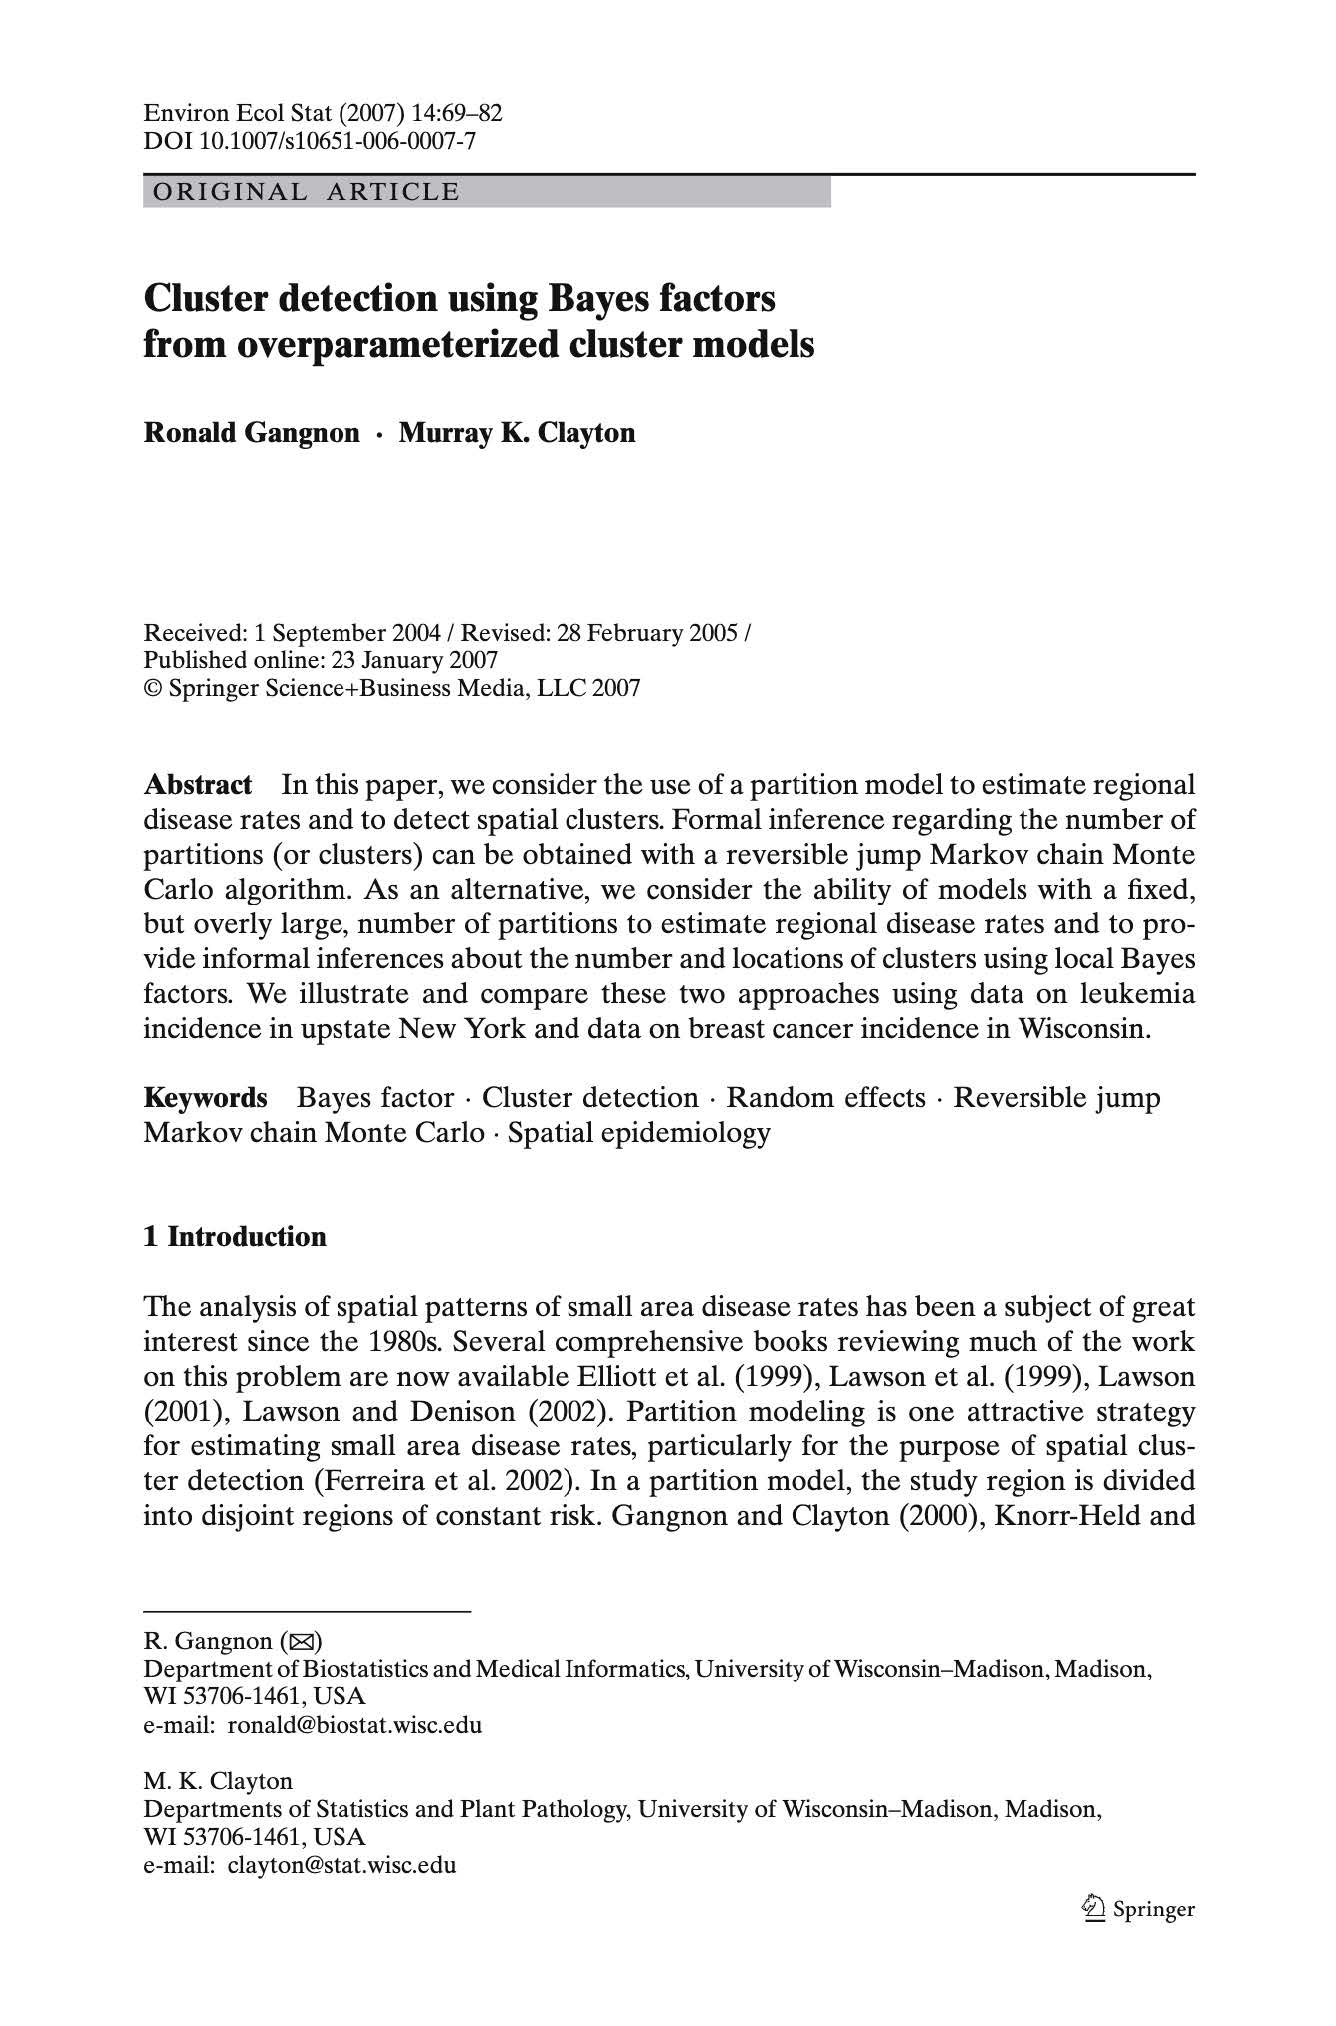 Environ Ecol Stat (2007) 14:69–82
DOI 10.1007/s10651-006-0007-7
ORIGINAL ARTICLE
Cluster detection using Bayes factors
from overparameterized cluster models
Ronald Gangnon · Murray K. Clayton
Received: 1 September 2004 / Revised: 28 February 2005 /
Published online: 23 January 2007
© Springer Science+Business Media, LLC 2007
Abstract In this paper, we consider the use of a partition model to estimate regional
disease rates and to detect spatial clusters. Formal inference regarding the number of
partitions (or clusters) can be obtained with a reversible jump Markov chain Monte
Carlo algorithm. As an alternative, we consider the ability of models with a fixed,
but overly large, number of partitions to estimate regional disease rates and to pro-
vide informal inferences about the number and locations of clusters using local Bayes
factors. We illustrate and compare these two approaches using data on leukemia
incidence in upstate New York and data on breast cancer incidence in Wisconsin.
Keywords Bayes factor · Cluster detection · Random effects · Reversible jump
Markov chain Monte Carlo · Spatial epidemiology
1 Introduction
The analysis of spatial patterns of small area disease rates has been a subject of great
interest since the 1980s. Several comprehensive books reviewing much of the work
on this problem are now available Elliott et al. (1999), Lawson et al. (1999), Lawson
(2001), Lawson and Denison (2002). Partition modeling is one attractive strategy
for estimating small area disease rates, particularly for the purpose of spatial clus-
ter detection (Ferreira et al. 2002). In a partition model, the study region is divided
into disjoint regions of constant risk. Gangnon and Clayton (2000), Knorr-Held and
R. Gangnon (✉)
Department of Biostatistics and Medical Informatics, University of Wisconsin–Madison, Madison,
WI 53706-1461, USA
e-mail: ronald@biostat.wisc.edu
M. K. Clayton
Departments of Statistics and Plant Pathology, University of Wisconsin–Madison, Madison,
WI 53706-1461, USA
e-mail: clayton@stat.wisc.edu
Springer